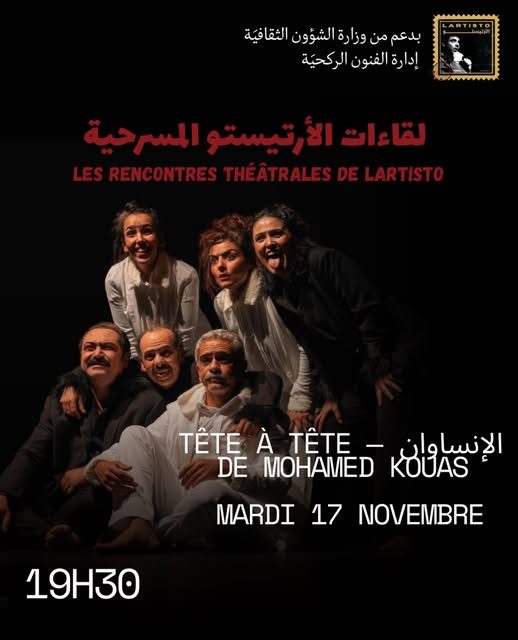 بدعم من وزارة الشؤون الثقافيّة
إدارة الفنون الركحيّة
LARTISTO
لقاءات الأرتيستو المسرحية
LES RENCONTRES THÉÂTRALES DE LARTISTO
TÊTE À TÊTE – الإنساوان
DE MOHAMED KOUAS
MARDI 17 NOVEMBRE
19H30